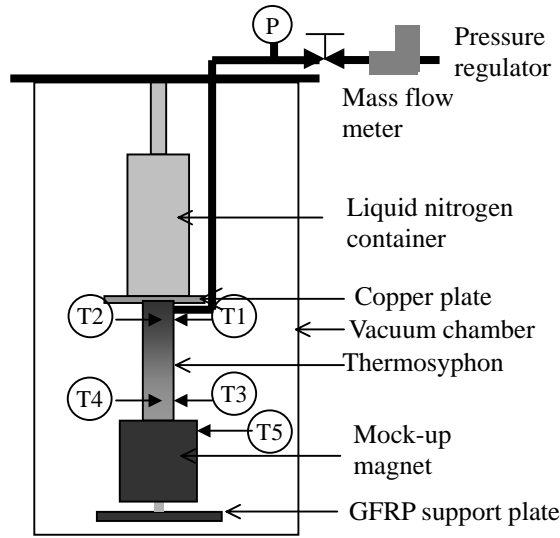 P
Pressure
regulator
Mass flow
meter
Liquid nitrogen
container
Copper plate
T2
T1
Vacuum chamber
Thermosyphon
T4
T3
T5
Mock-up
magnet
GFRP support plate